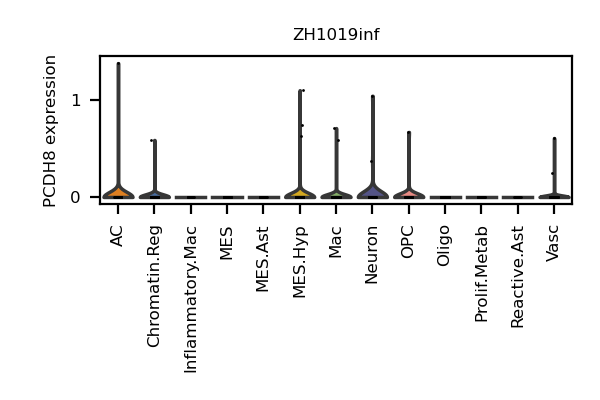 ZH1019inf
PCDH8 expression
1
0
AC
Chromatin.Reg
Inflammatory.Mac
MES
MES.Ast
MES.Hyp
Mac
Neuron
OPC
Oligo
Prolif.Metab
Reactive.Ast
Vasc